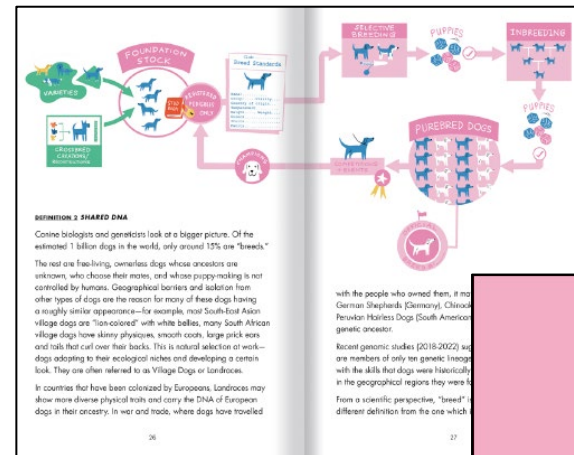 FOUNDATION
STOCK
VARIETIES
CROSSBRED
CREATIONS/
STUD
BOOK
REGISTERED
PEDIGREE
ONLY
Breed Standards
SELECTIVE
BREEDING
PUPPIES
INBREEDING
PUPPIES
PUREBRED DOGS
CHAMPIONS
DEFINITION 2 SHARED DNA
Canine biologists and geneticists look at a bigger picture. Of the
estimated 1 billion dogs in the world, only around 15% are “breeds.”
The rest are free-living, ownerless dogs whose ancestors are
unknown, who choose their mates, and whose puppy-making is not
controlled by humans. Geographical barriers and isolation from
other types of dogs are the reason for many of these dogs having
a roughly similar appearance—for example, most South-East Asian
village dogs are “lion-colored” with white bellies, many South African
village dogs have skinny physiques, smooth coats, large prick ears
and tails that curl over their backs. This is natural selection at work—
dogs adapting to their ecological niches and developing a certain
look. They are often referred to as Village Dogs or Landraces.
In countries that have been colonized by Europeans, Landraces may
show more diverse physical traits and carry the DNA of European
dogs in their ancestry. In war and trade, where dogs have travelled
26
with the people who owned them, it ma
German Shepherds (Germany), Chinook
Peruvian Hairless Dogs (South American
genetic ancestor.
Recent genomic studies (2018-2022) sug
are members of only ten genetic lineage
with the skills that dogs were historically
in the geographical regions they were fo
From a scientific perspective, “breed” is
different definition from the one which i
27